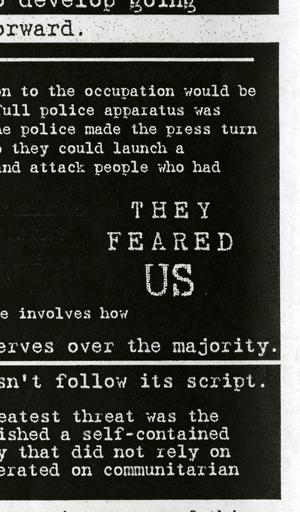 develop going
orward.
on to the occupation would be
full police apparatus was
he police made the press turn
they could launch a
and attack people who had
THEY
FEARED
US
e involves how
erves over the majority.
sn't follow its script.
eatest threat was the
ished a self-contained
y that did not rely on
erated on communitarian